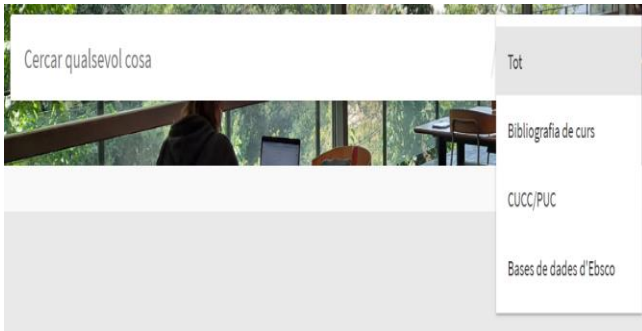 Cercar qualsevol cosa
Tot
Bibliografia de curs
CUCC/PUC
Bases de dades d'Ebsco